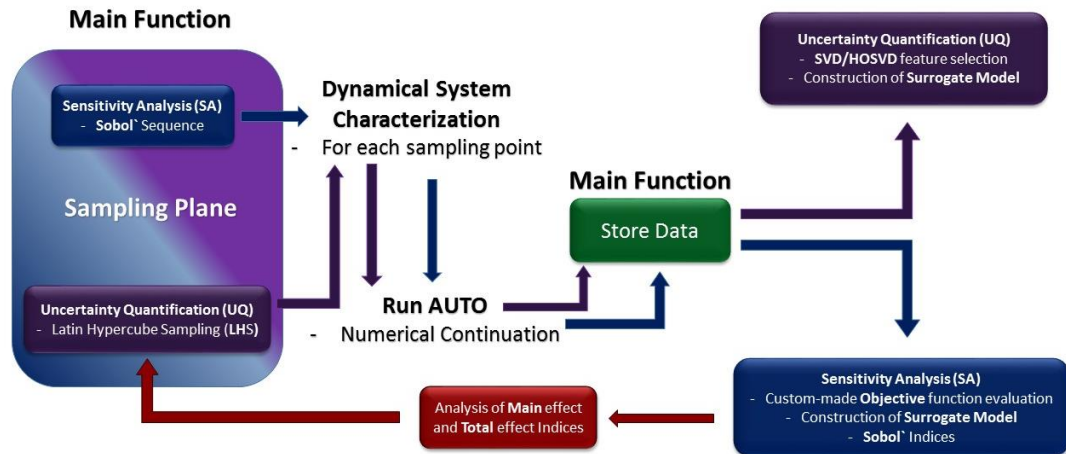 Main Function
Sensitivity Analysis (SA)
- Sobol` Sequence
Sampling Plane
Uncertainty Quantification (UQ)
- Latin Hypercube Sampling (LHS)
Dynamical System
Characterization
- For each sampling point
Run AUTO
- Numerical Continuation
Main Function
Store Data
Uncertainty Quantification (UQ)
- SVD/HOSVD feature selection
- Construction of Surrogate Model
Sensitivity Analysis (SA)
- Custom-made Objective function evaluation
- Construction of Surrogate Model
- Sobol` Indices
Analysis of Main effect
and Total effect Indices